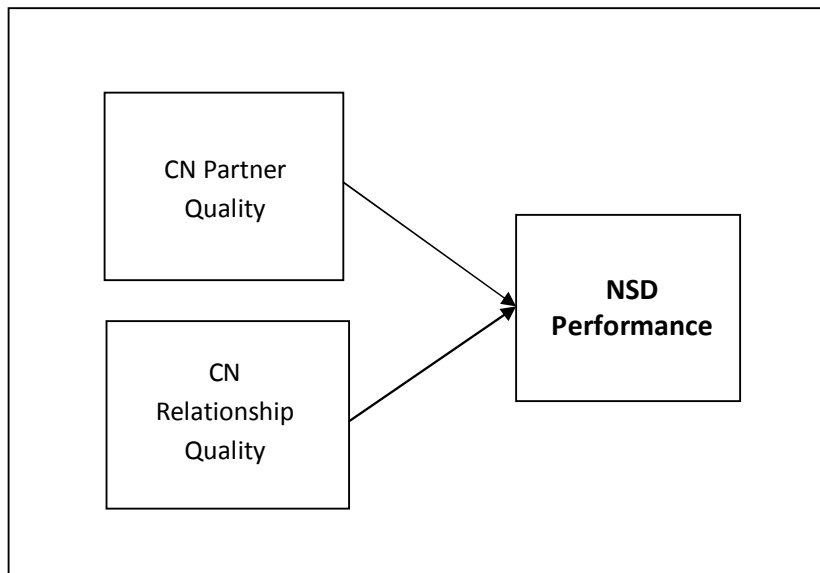 CN Partner
Quality
CN
Relationship
Quality
NSD
Performance